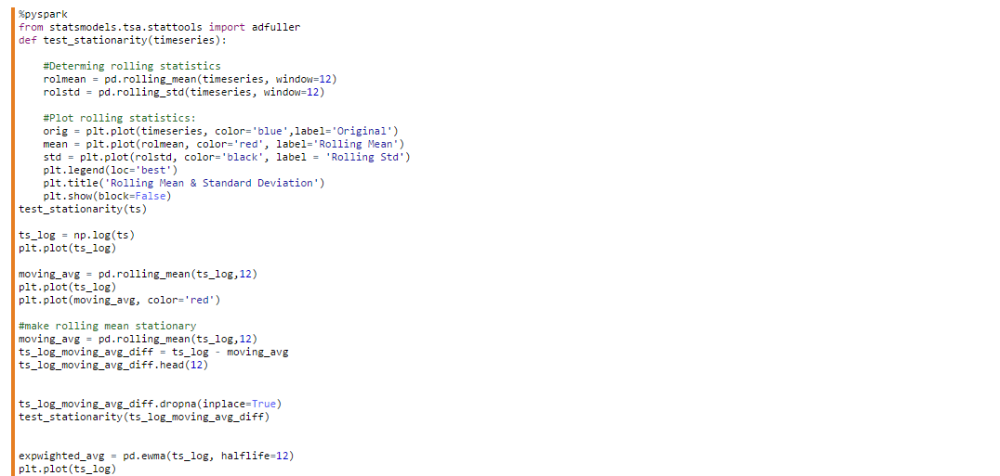 %pyspark
from statsmodels.tsa.stattools import adfuller
def test_stationarity(timeseries):
#Determing rolling statistics
rolmean = pd.rolling_mean(timeseries, window=12)
rolstd = pd.rolling_std(timeseries, window=12)
#Plot rolling statistics:
orig = plt.plot(timeseries, color='blue',label='Original')
mean = plt.plot(rolmean, color='red', label='Rolling Mean')
std = plt.plot(rolstd, color='black', label = 'Rolling Std')
plt.legend(loc='best')
plt.title('Rolling Mean & Standard Deviation')
plt.show(block=False)
test_stationarity(ts)
ts_log = np.log(ts)
plt.plot(ts_log)
moving_avg = pd.rolling_mean(ts_log,12)
plt.plot(ts_log)
plt.plot(moving_avg, color='red')
#make rolling mean stationary
moving_avg = pd.rolling_mean(ts_log,12)
ts_log_moving_avg_diff = ts_log - moving_avg
ts_log_moving_avg_diff.head(12)
ts_log_moving_avg_diff.dropna(inplace=True)
test_stationarity(ts_log_moving_avg_diff)
expwighted_avg = pd.ewma(ts_log, halflife=12)
plt.plot(ts_log)